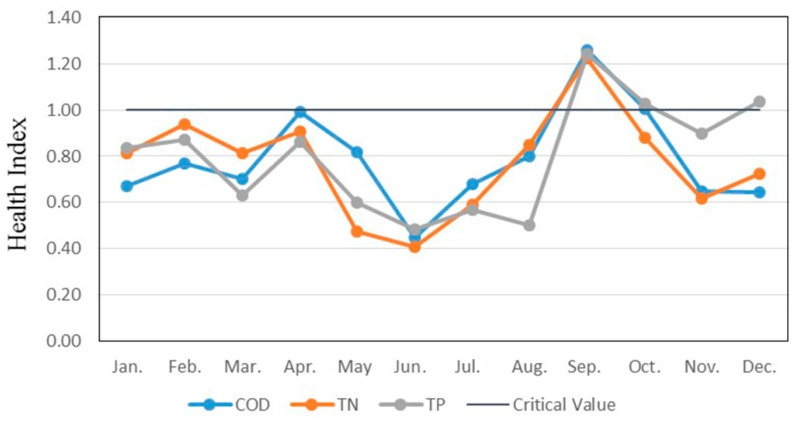 Health Index
1.40
1.20
1.00
0.80
0.60
0.40
0.20
0.00
Jan. Feb. Mar. Apr. May Jun. Jul. Aug. Sep. Oct. Nov. Dec.
COD TN TP Critical Value